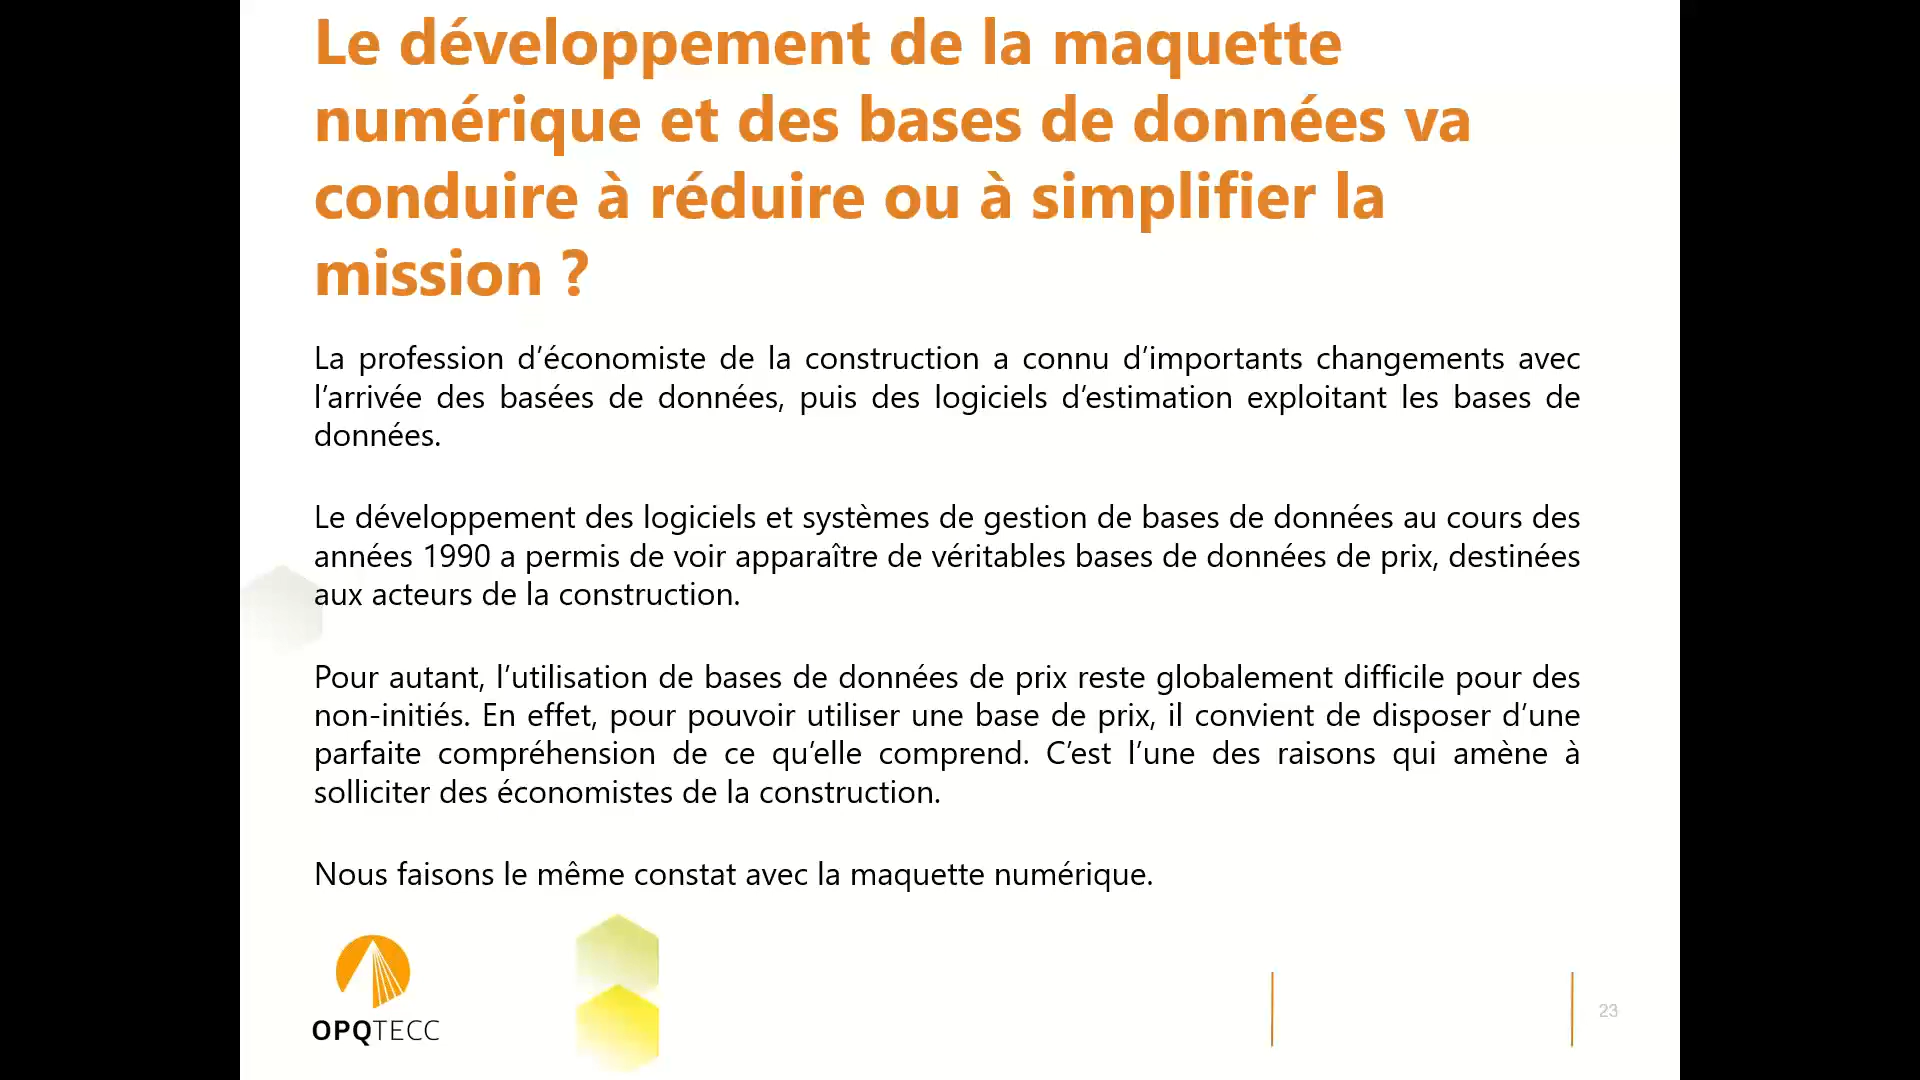 Le développement de la maquette
numérique et des bases de données va
conduire à réduire ou à simplifier la
mission ?
La profession d’économiste de la construction a connu d’importants changements avec
l’arrivée des basées de données, puis des logiciels d’estimation exploitant les bases de
données.
Le développement des logiciels et systèmes de gestion de bases de données au cours des
années 1990 a permis de voir apparaître de véritables bases de données de prix, destinées
aux acteurs de la construction.
Pour autant, l’utilisation de bases de données de prix reste globalement difficile pour des
non-initiés. En effet, pour pouvoir utiliser une base de prix, il convient de disposer d’une
parfaite compréhension de ce qu’elle comprend. C’est l’une des raisons qui amène à
solliciter des économistes de la construction.
Nous faisons le même constat avec la maquette numérique.
OPQTECC
23